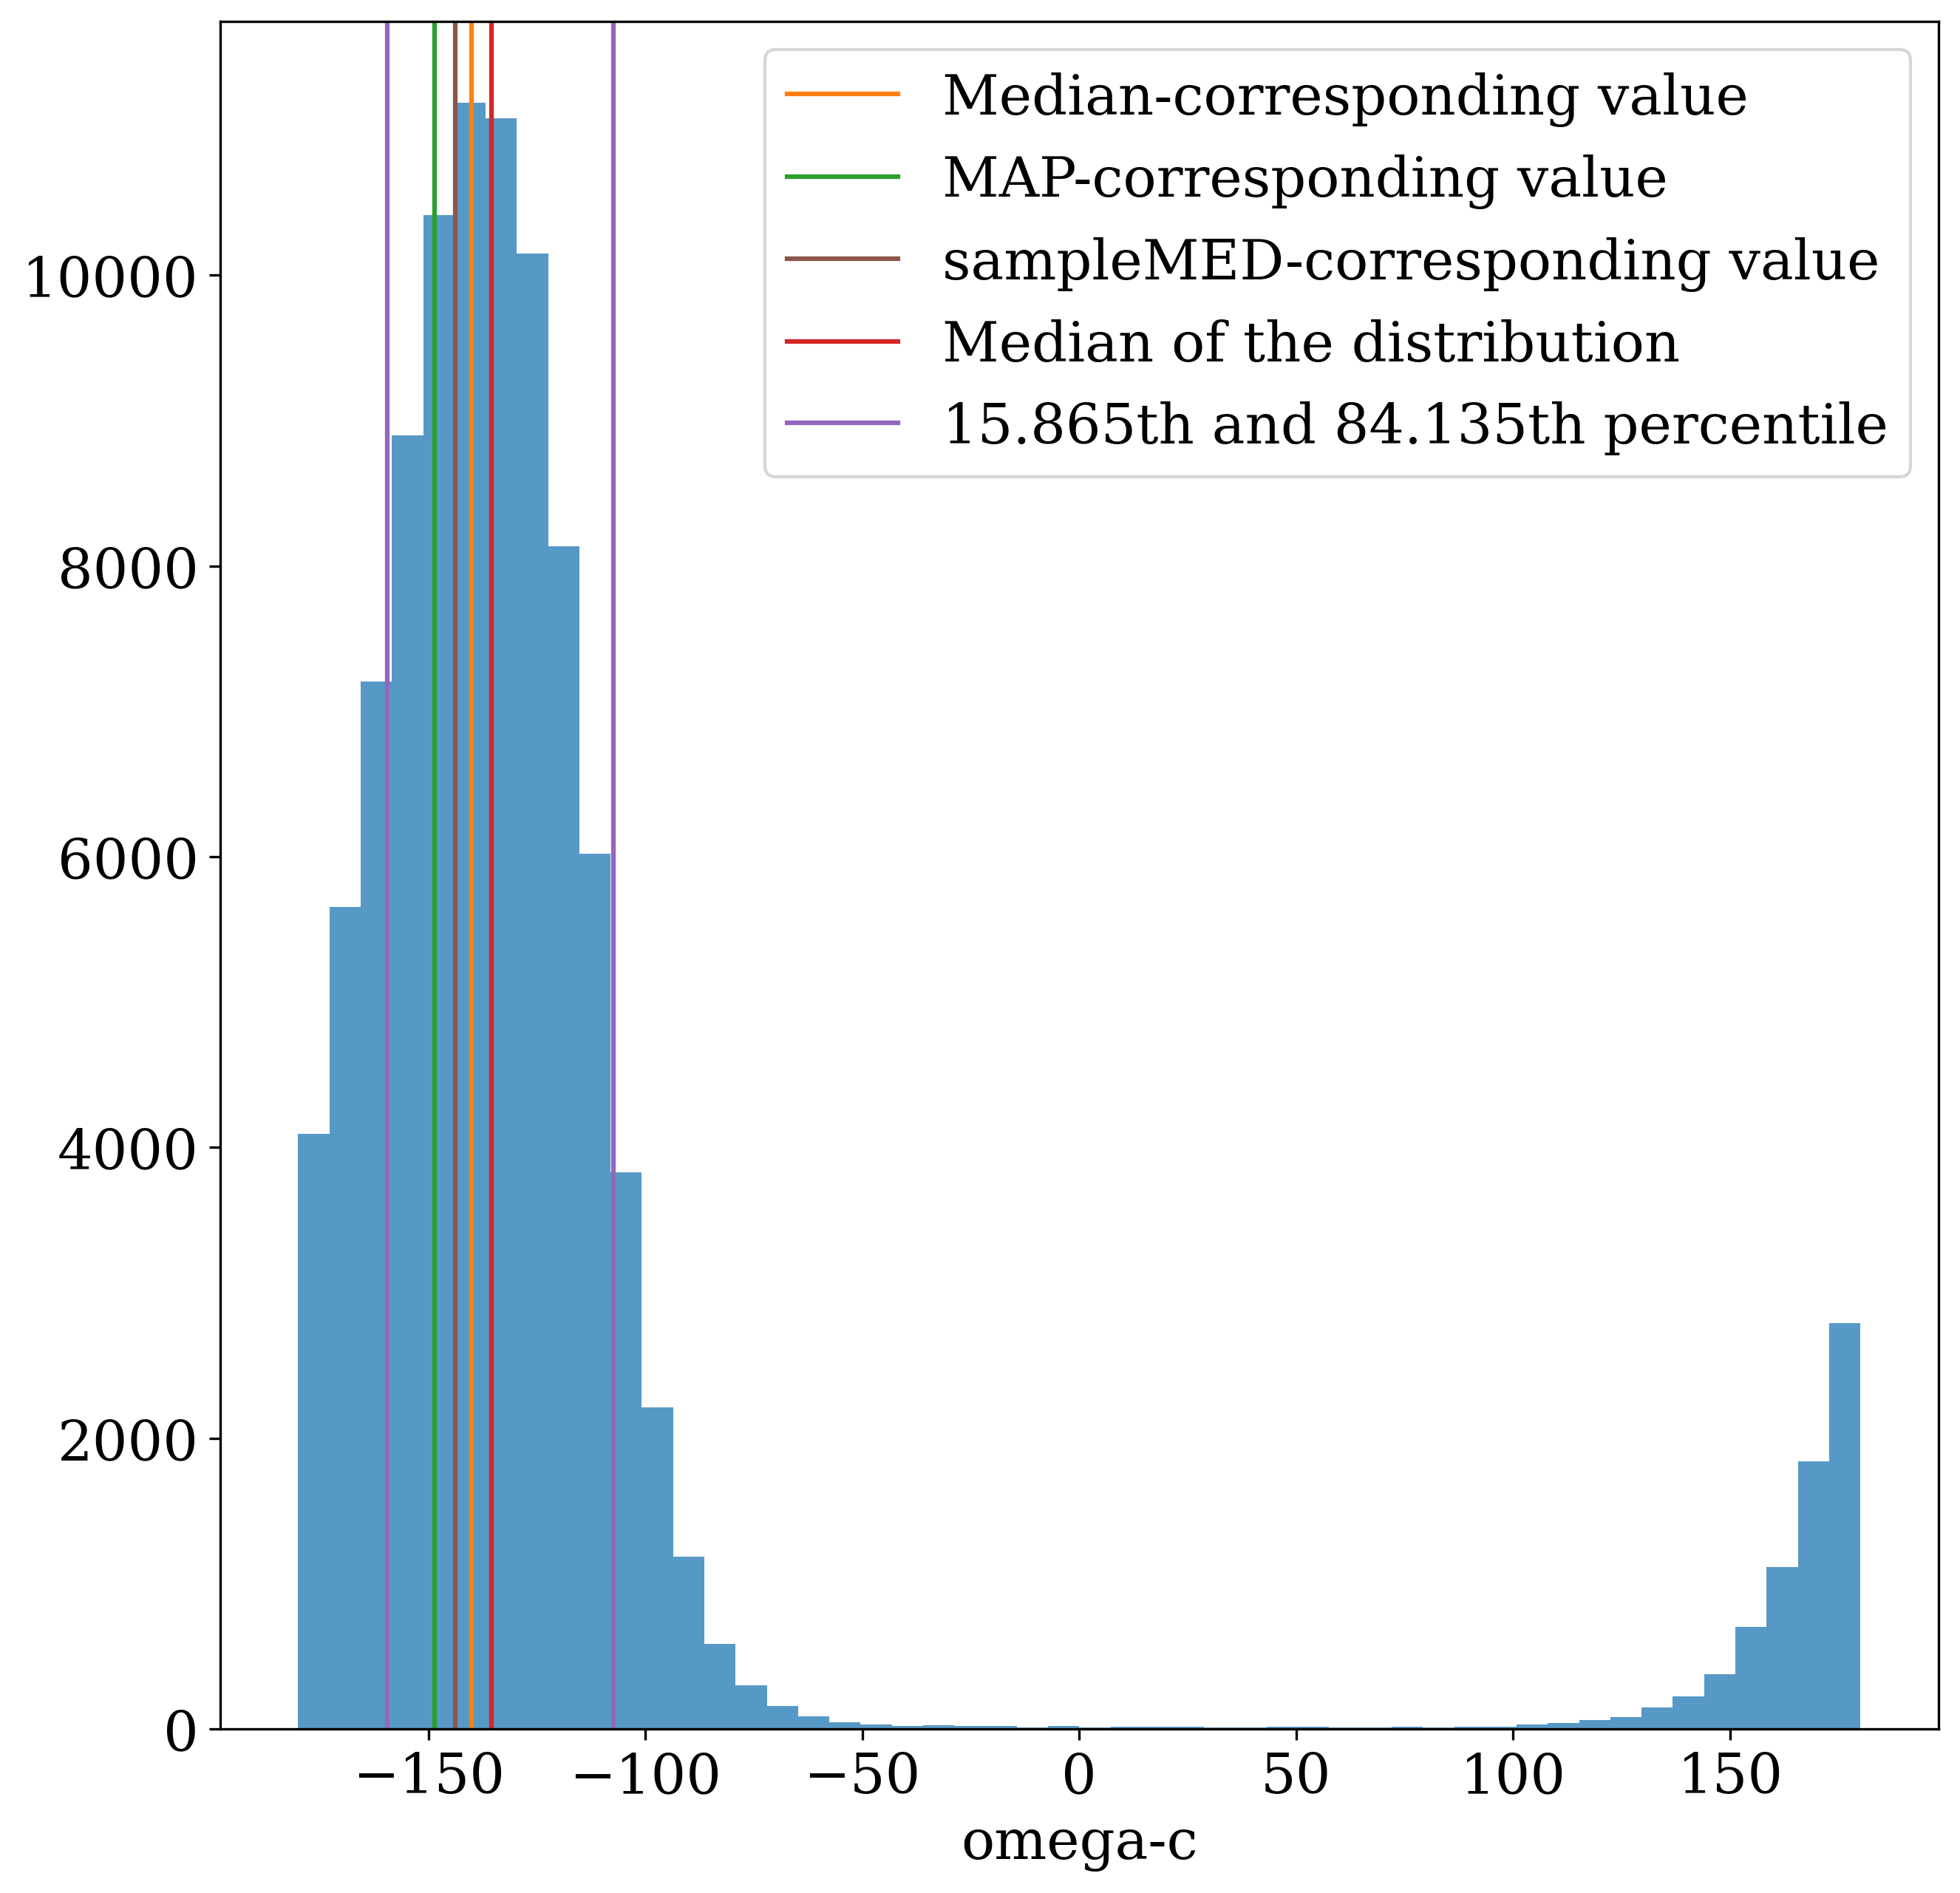 Median-corresponding value
MAP-corresponding value
sampleMED-corresponding value
Median of the distribution
15.865th and 84.135th percentile
10000
8000
6000
4000
2000
0
−150 −100 −50 0 50 100 150
omega-c